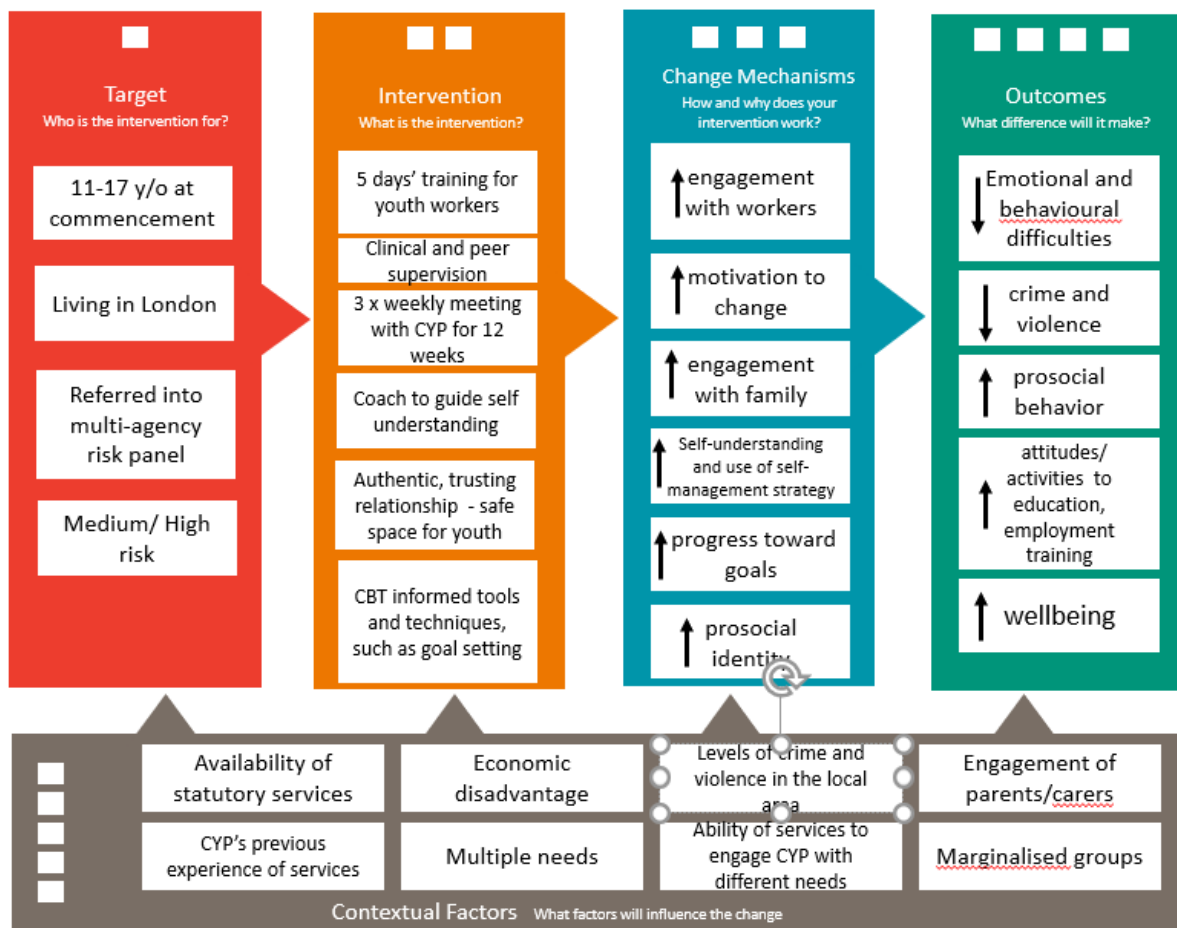 Target
Who is the intervention for?
11-17 y/o at
commencement
Living in London
Referred into
multi-agency
risk panel
Medium/ High
risk
Intervention
What is the intervention?
5 days’ training for
youth workers
Clinical and peer
supervision
3 x weekly meeting
with CYP for 12
weeks
Coach to guide self
understanding
Authentic, trusting
relationship - safe
space for youth
CBT informed tools
and techniques,
such as goal setting
Change Mechanisms
How and why does your
intervention work?
engagement
with workers
motivation to
change
engagement
with family
Self-understanding
and use of self-
management strategy
progress toward
goals
prosocial
identity
Outcomes
What difference will it make?
Emotional and
behavioural
difficulties
crime and
violence
prosocial
behavior
attitudes/
activities to
education,
employment
training
wellbeing
Availability of
statutory services
Economic
disadvantage
Levels of crime and
violence in the local
area
Engagement of
parents/carers
CYP’s previous
experience of services
Multiple needs
Ability of services to
engage CYP with
different needs
Marginalised groups
Contextual Factors What factors will influence the change